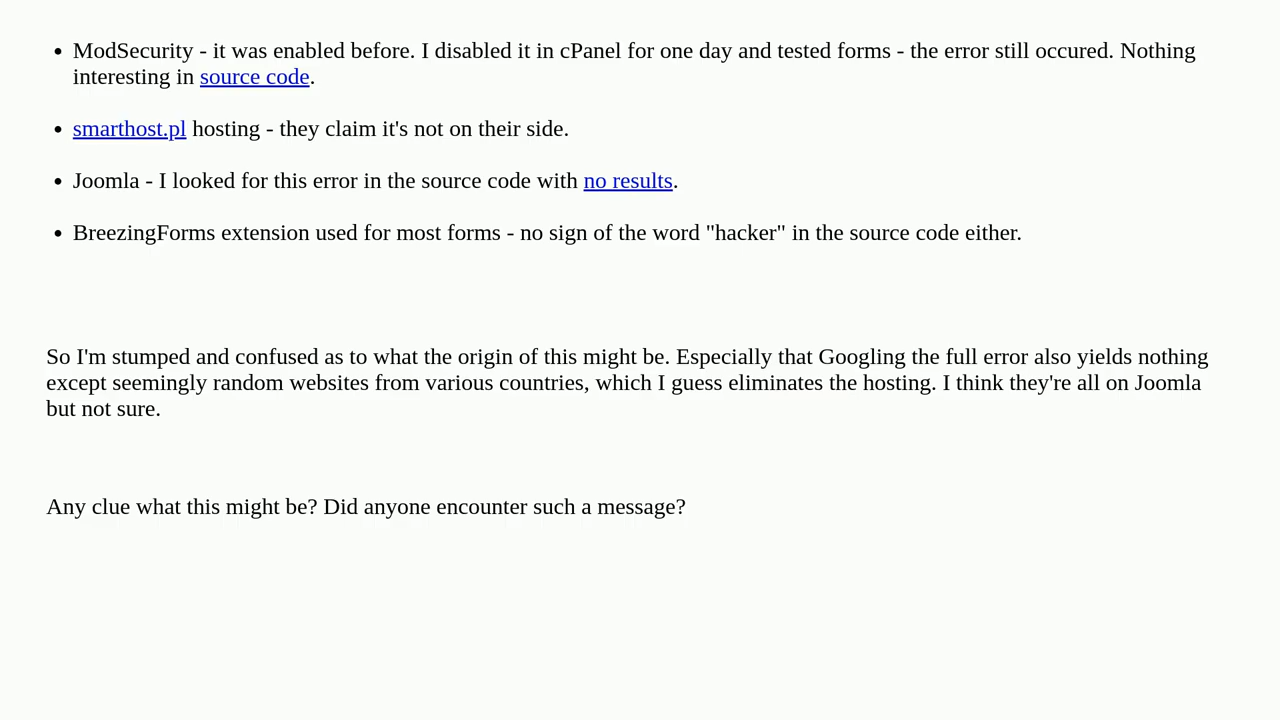 ModSecurity - it was enabled before. I disabled it in cPanel for one day and tested forms - the error still occured. Nothing
interesting in source code.
smarthost.pl hosting - they claim it's not on their side.
Joomla - I looked for this error in the source code with no results.
BreezingForms extension used for most forms - no sign of the word "hacker" in the source code either.
So I'm stumped and confused as to what the origin of this might be. Especially that Googling the full error also yields nothing
except seemingly random websites from various countries, which I guess eliminates the hosting. I think they're all on Joomla
but not sure.
Any clue what this might be? Did anyone encounter such a message?